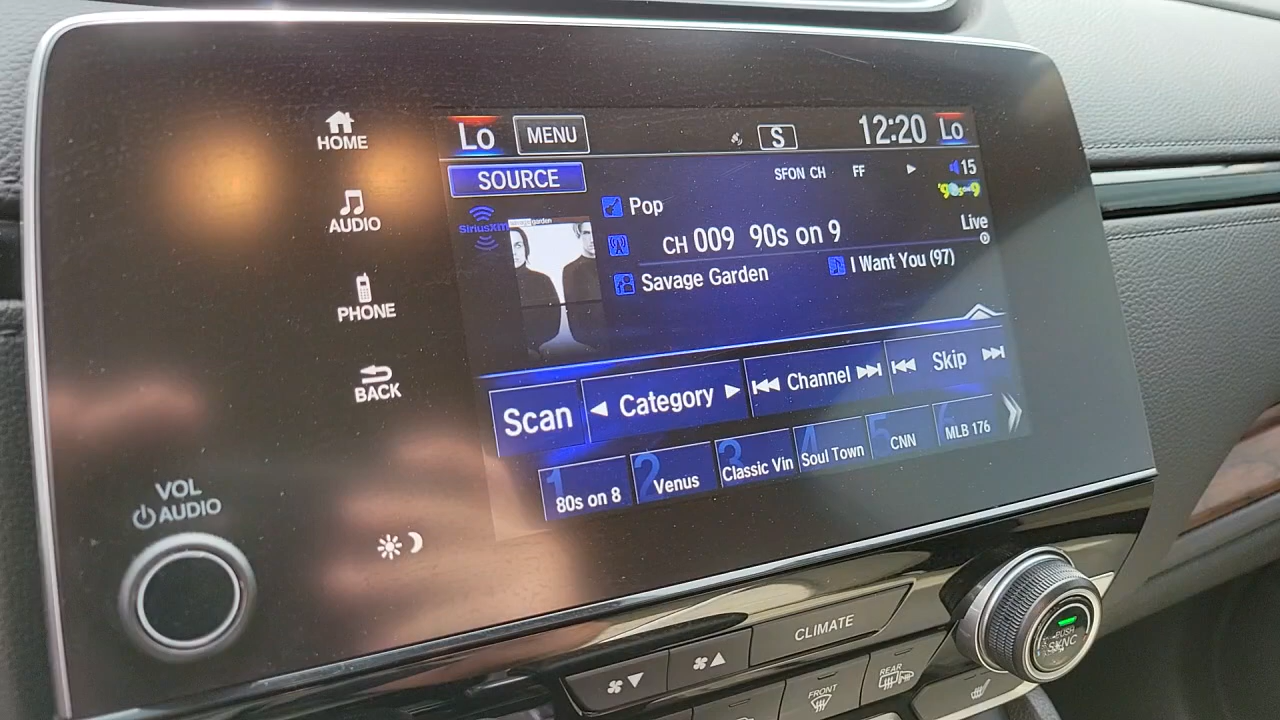 HOME
AUDIO
PHONE
BACK
VOL
AUDIO
Lo MENU S 12:20 Lo
SOURCE SFON CH FF 15
siriusxm
savage garden
Pop
CH 009 90s on 9
Live
Savage Garden I Want You (97)
Scan Category Channel Skip
1 80s on 8
2 Venus
3 Classic Vin
4 Soul Town
5 CNN
6 MLB 176
CLIMATE
FRONT
REAR
PUSH
SYNC